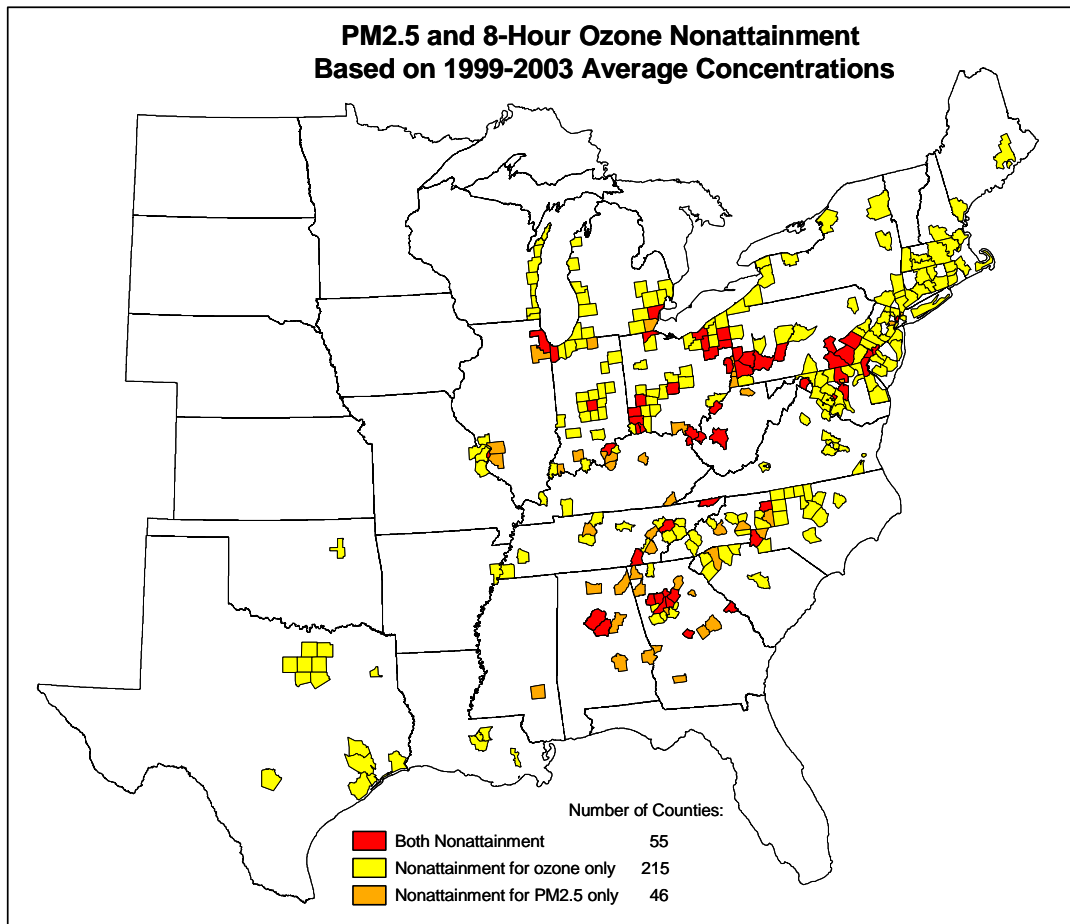 PM2.5 and 8-Hour Ozone Nonattainment
Based on 1999-2003 Average Concentrations
Number of Counties:
Both Nonattainment 55
Nonattainment for ozone only 215
Nonattainment for PM2.5 only 46